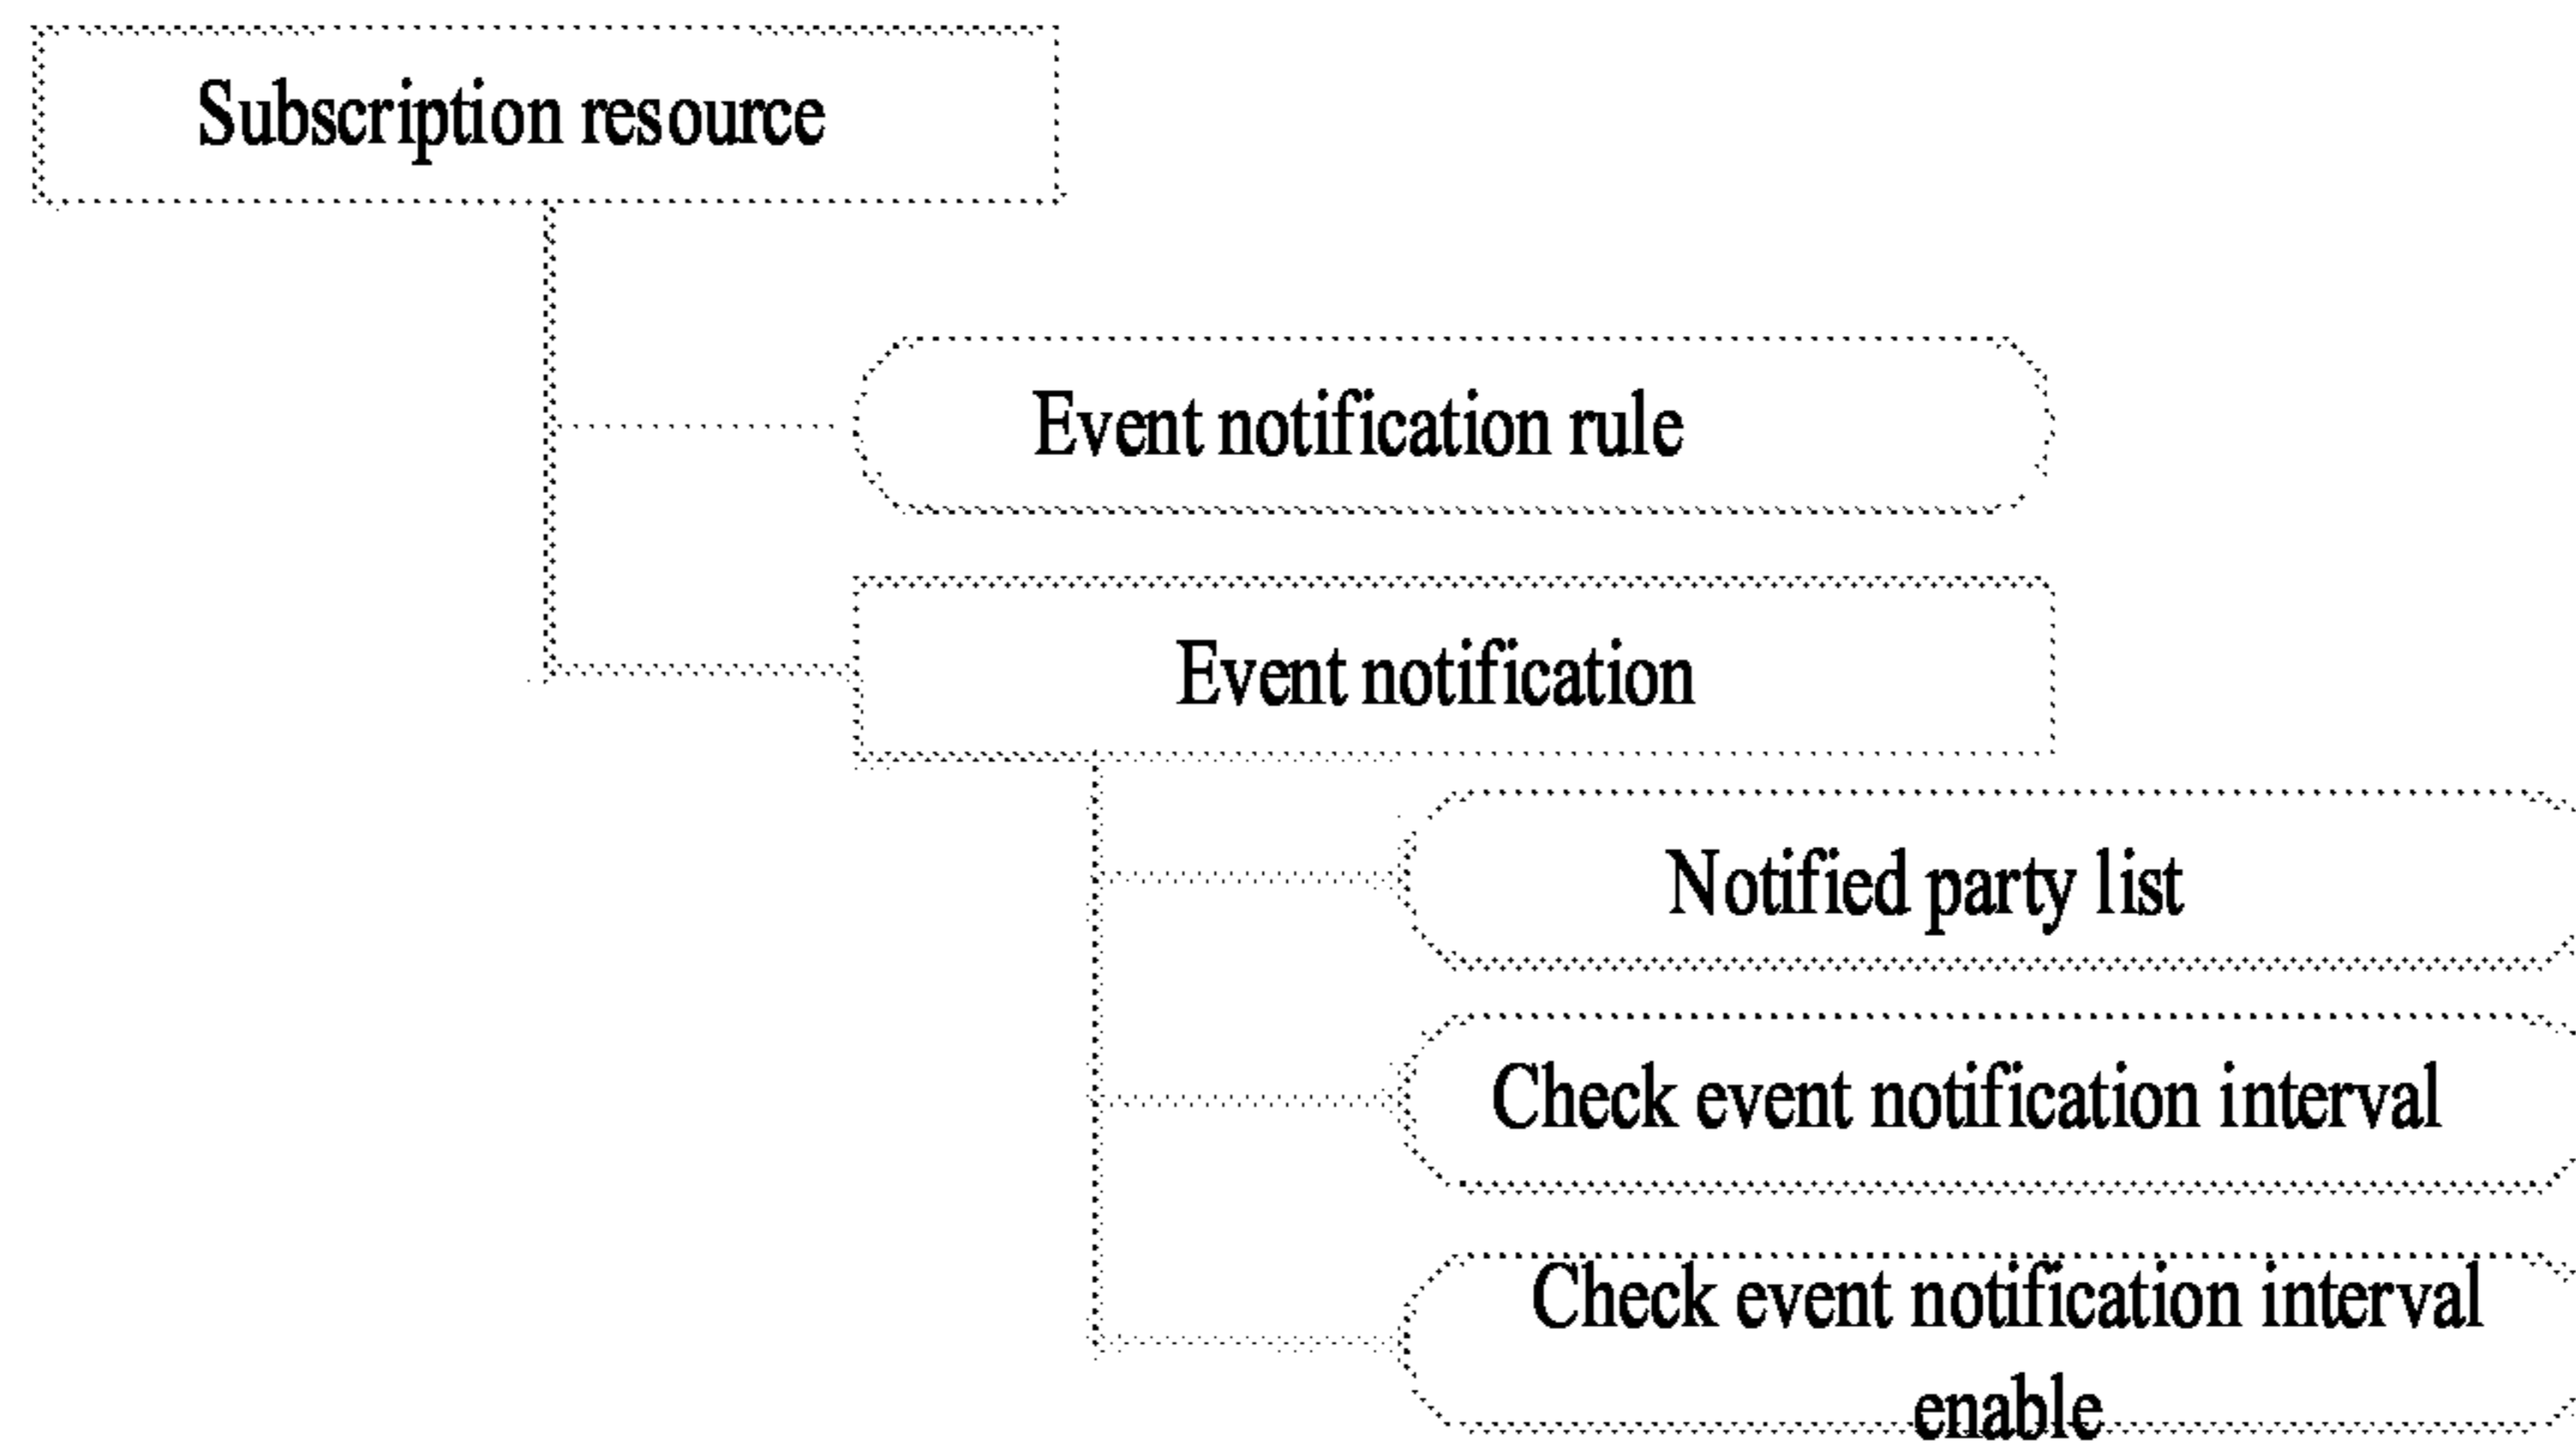 Subscription resource
Event notification rule
Event notification
Notified party list
Check event notification interval
Check event notification interval
enable